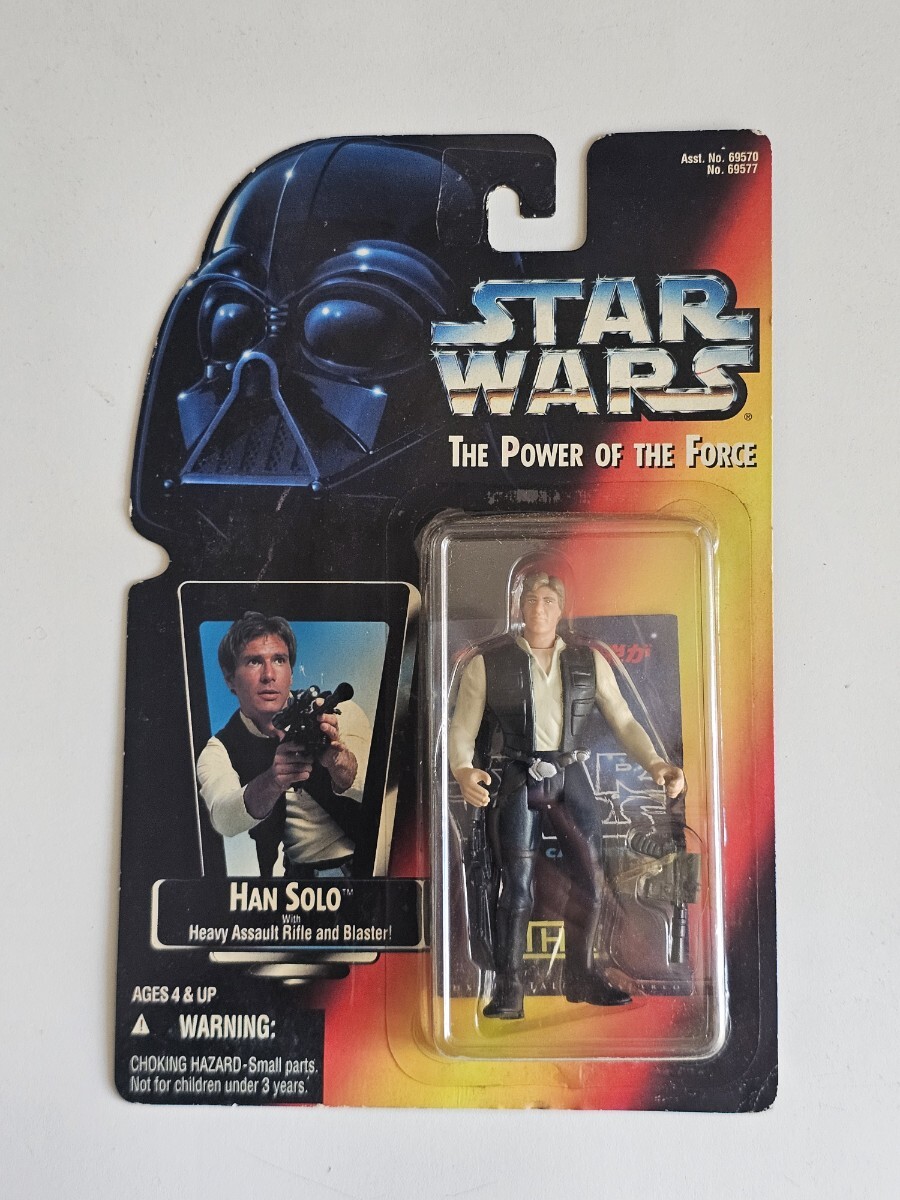 Asst. No. 69570
No. 69577
STAR
WARS®
THE POWER OF THE FORCE
HAN SOLO™
With
Heavy Assault Rifle and Blaster!
AGES 4 & UP
⚠ WARNING:
CHOKING HAZARD-Small parts.
Not for children under 3 years.